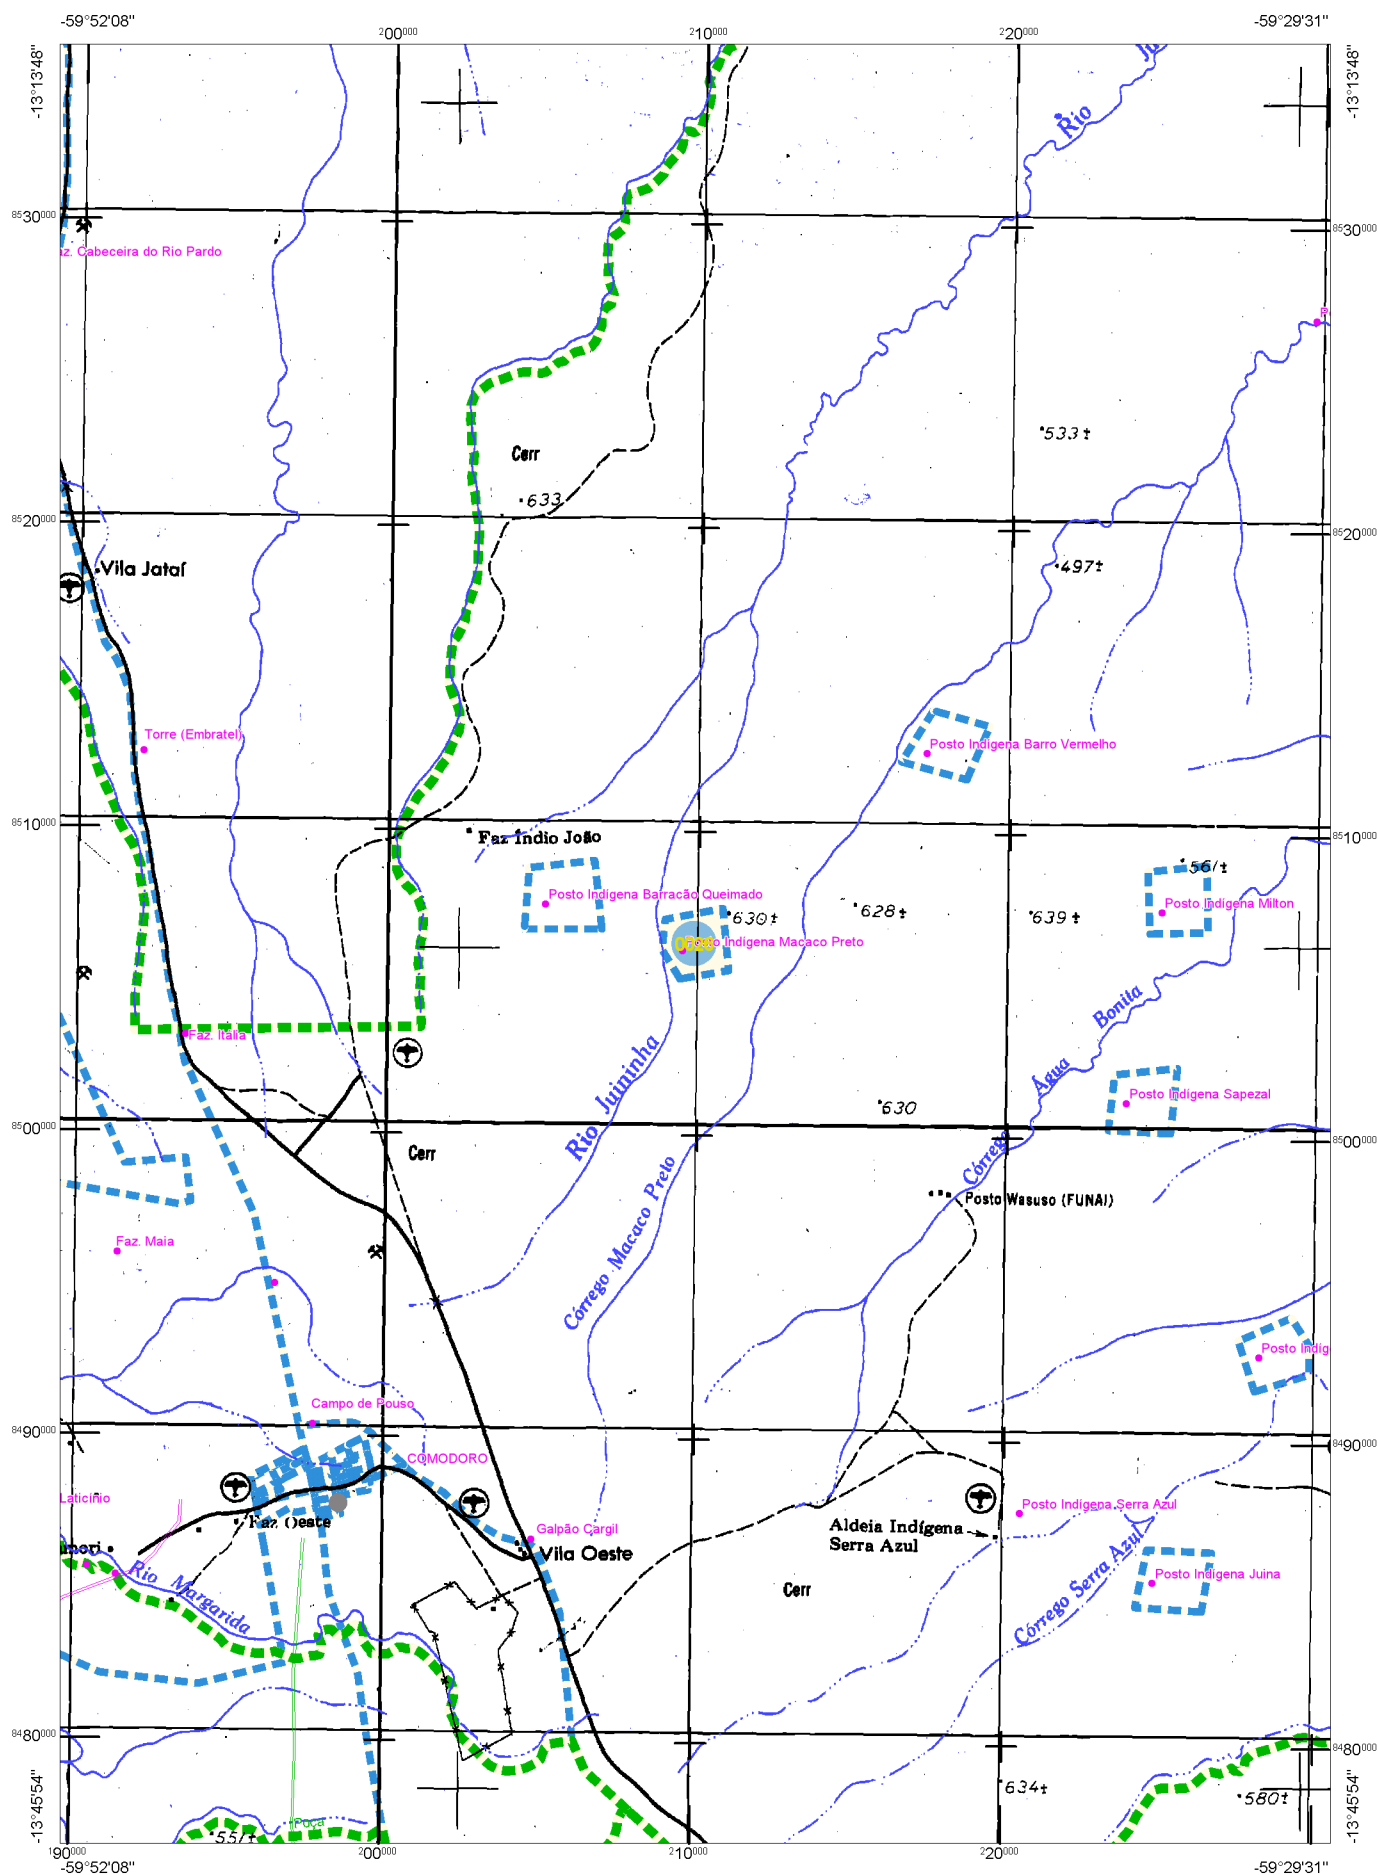 -59°52'08"
-59°29'31"
200000
210000
220000
-13°13'48"
-13°13'48"
Rio
8530000
8530000
az. Cabeceira do Rio Pardo
533
Cerr
633
8520000
8520000
Vila Jataí
497
Torre (Embratel)
Posto Indígena Barro Vermelho
8510000
8510000
Faz Índio João
561
Posto Indígena Barracão Queimado
Posto Indígena Milton
630
628
639
Indígena Macaco Preto
Bonita
Faz. Itália
Água
Rio Juininha
Posto Indígena Sapezal
630
8500000
8500000
Córrego
Cerr
Córrego Macaco Preto
Posto Wasuso (FUNAI)
Faz. Maia
Posto Indíg
Campo de Pouso
8490000
8490000
COMODORO
Laticínio
Posto Indígena Serra Azul
Faz Oeste
Galpão Cargil
Aldeia Indígena
Serra Azul
Vila Oeste
mori
Rio Margarida
Posto Indígena Juina
Cerr
Córrego Serra Azul
8480000
8480000
634
580
-13°45'54"
-13°45'54"
Poça
551
190000
200000
210000
220000
-59°52'08"
-59°29'31"